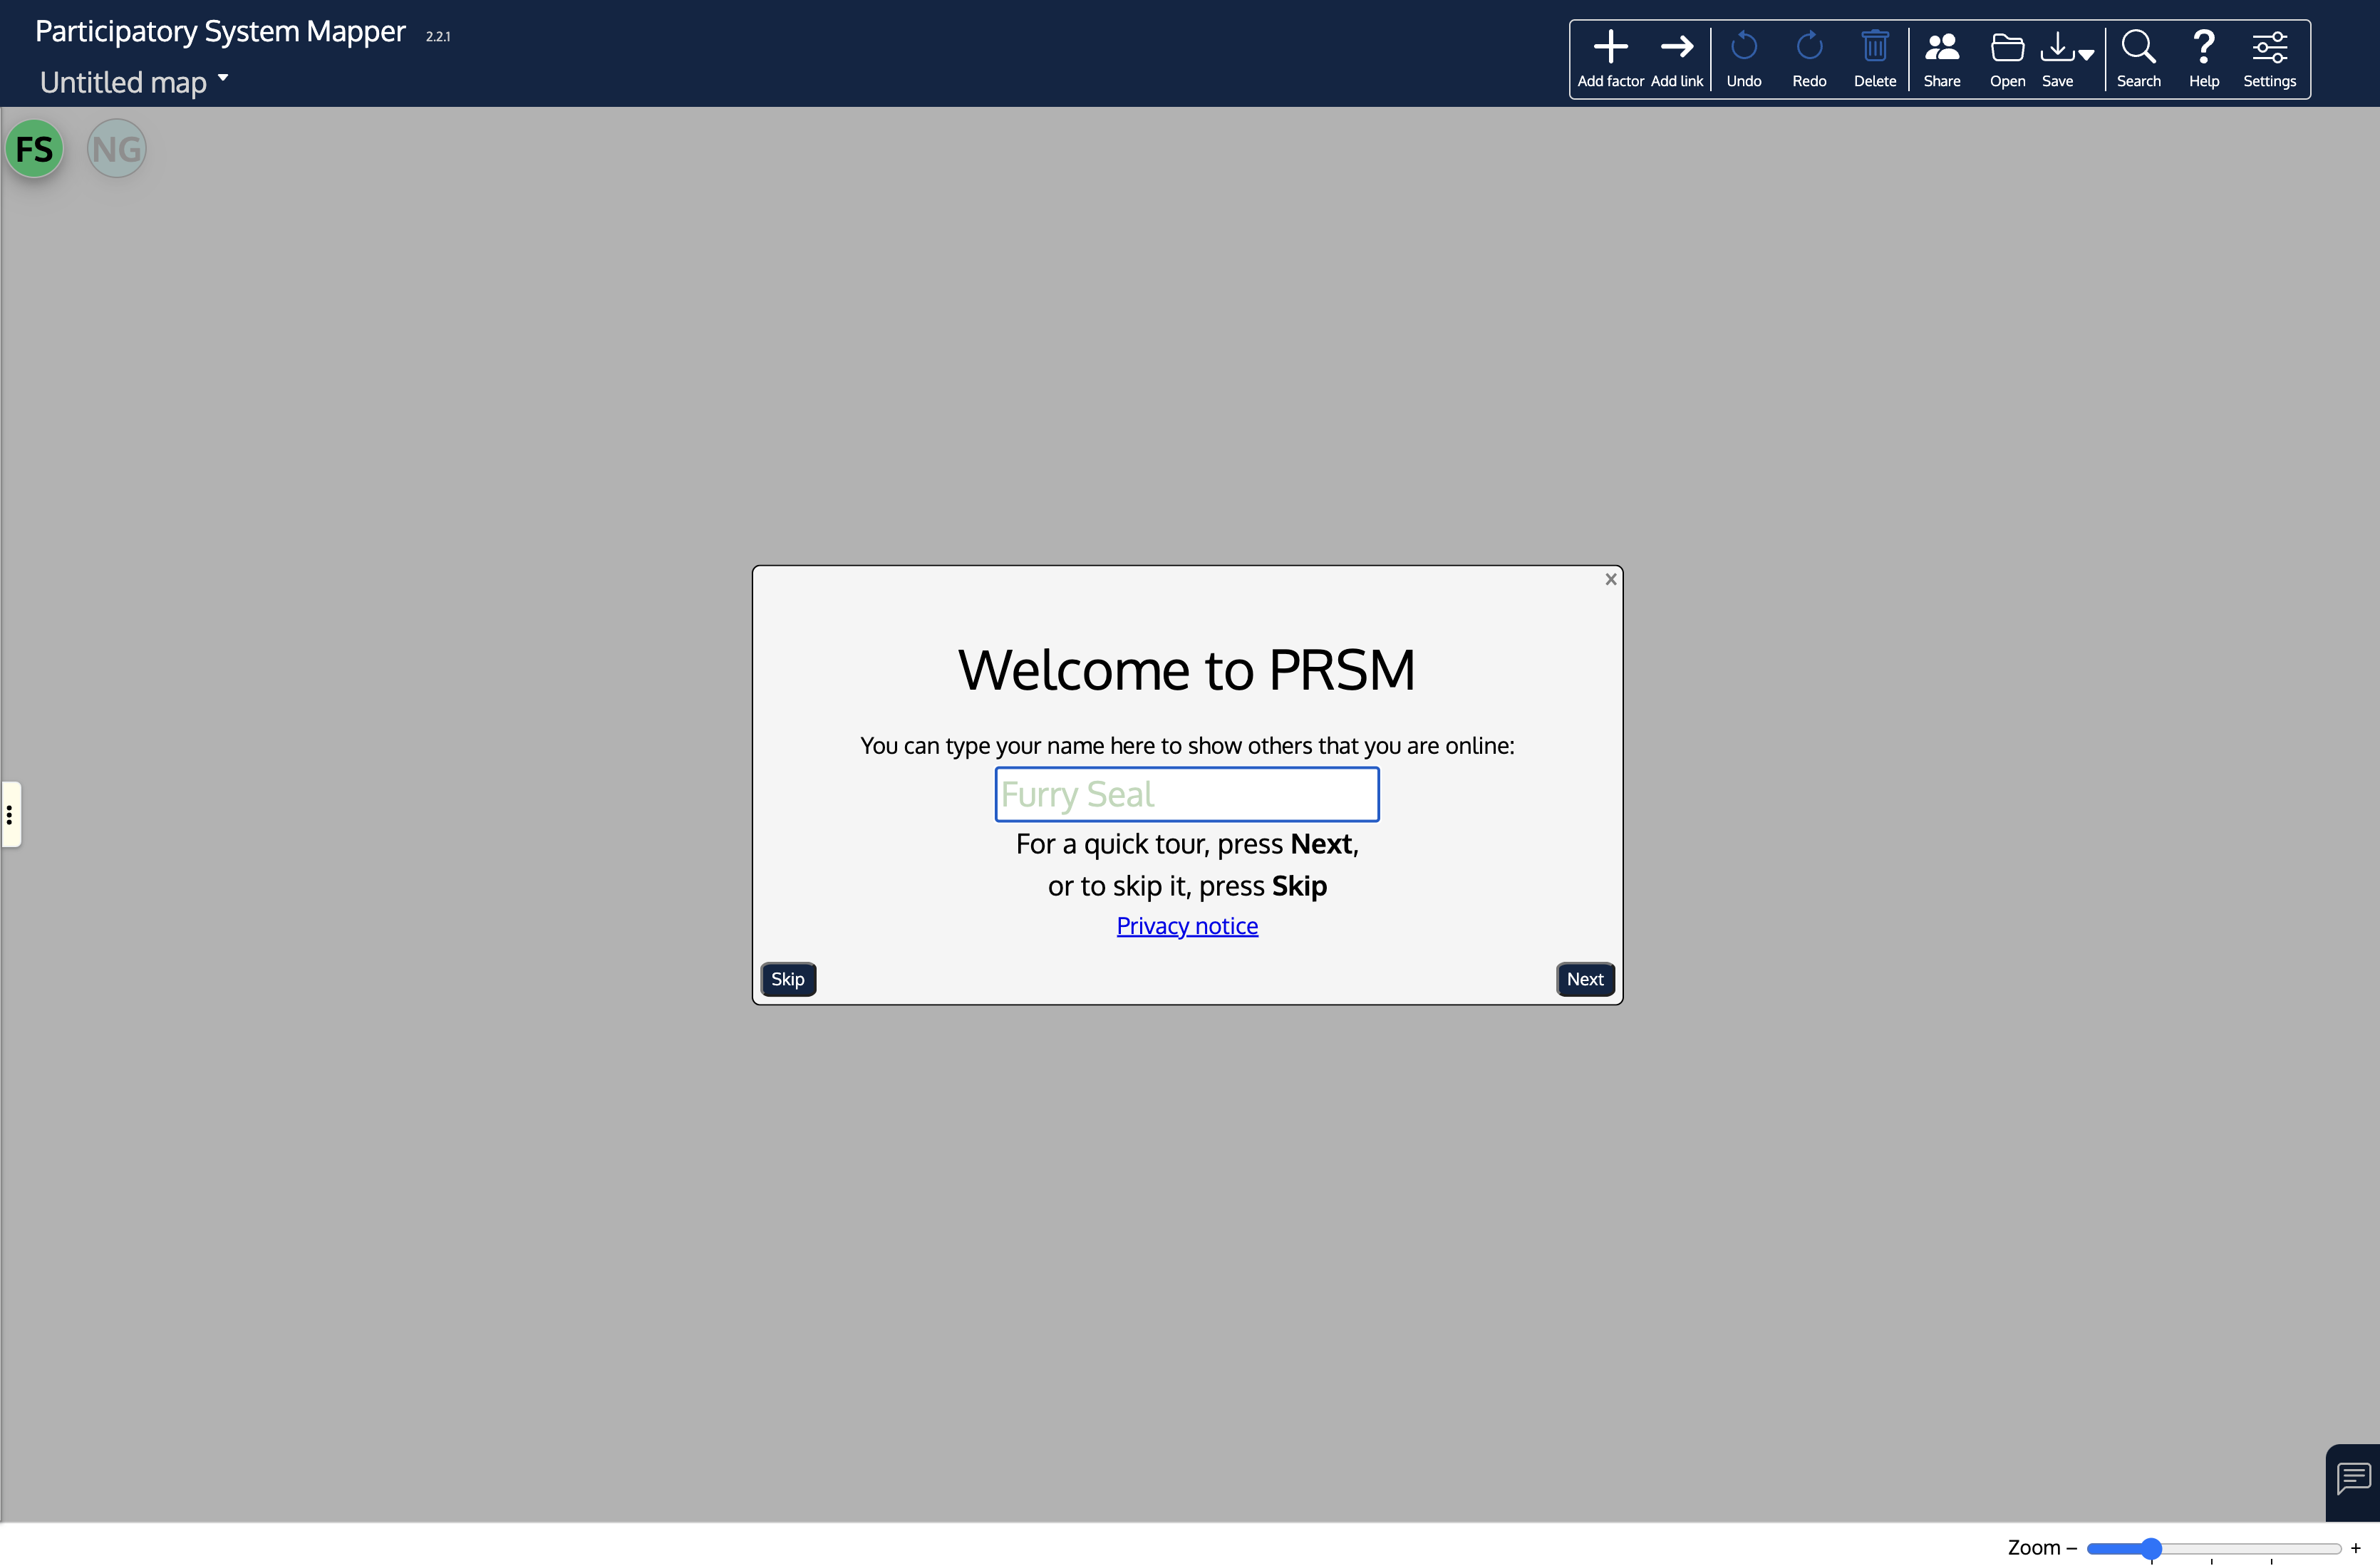 Participatory System Mapper 2.2.1
Untitled map
Add factor Add link Undo Redo Delete Share Open Save Search Help Settings
FS NG
x
Welcome to PRSM
You can type your name here to show others that you are online:
Furry Seal
For a quick tour, press Next,
or to skip it, press Skip
Privacy notice
Skip Next
Zoom − +